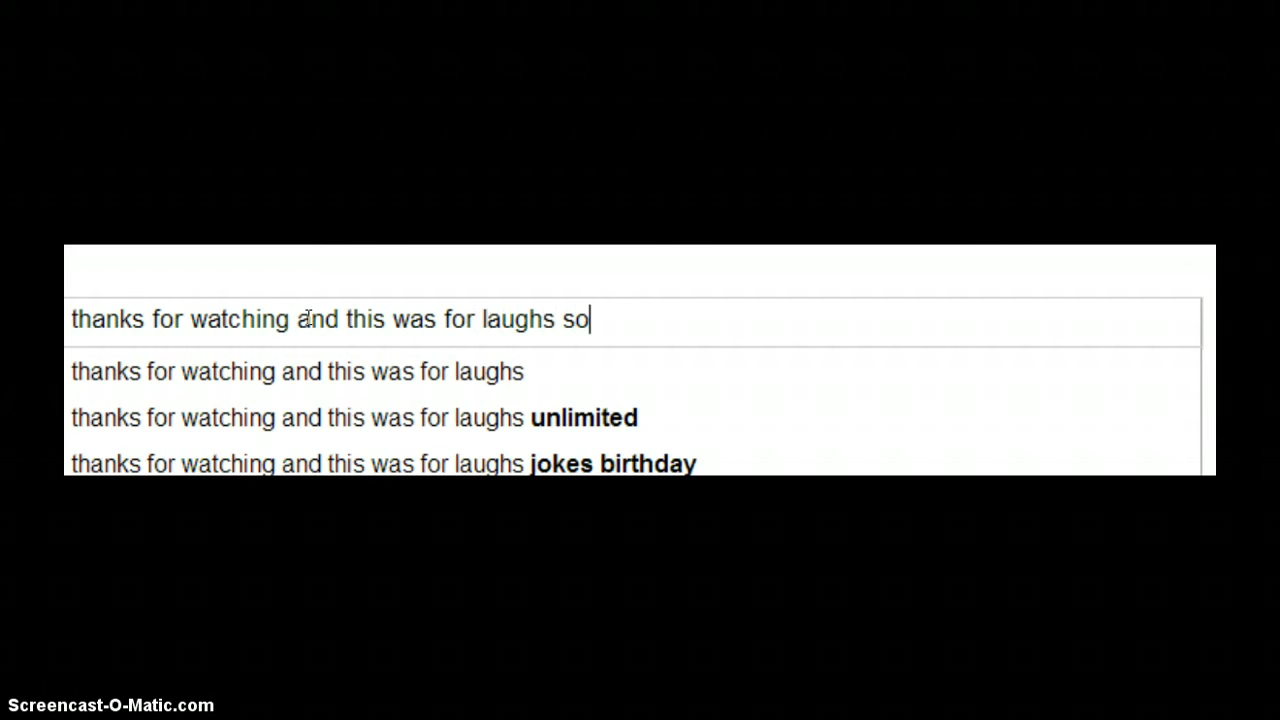 thanks for watching and this was for laughs so
thanks for watching and this was for laughs
thanks for watching and this was for laughs unlimited
thanks for watching and this was for laughs jokes birthday
Screencast-O-Matic.com